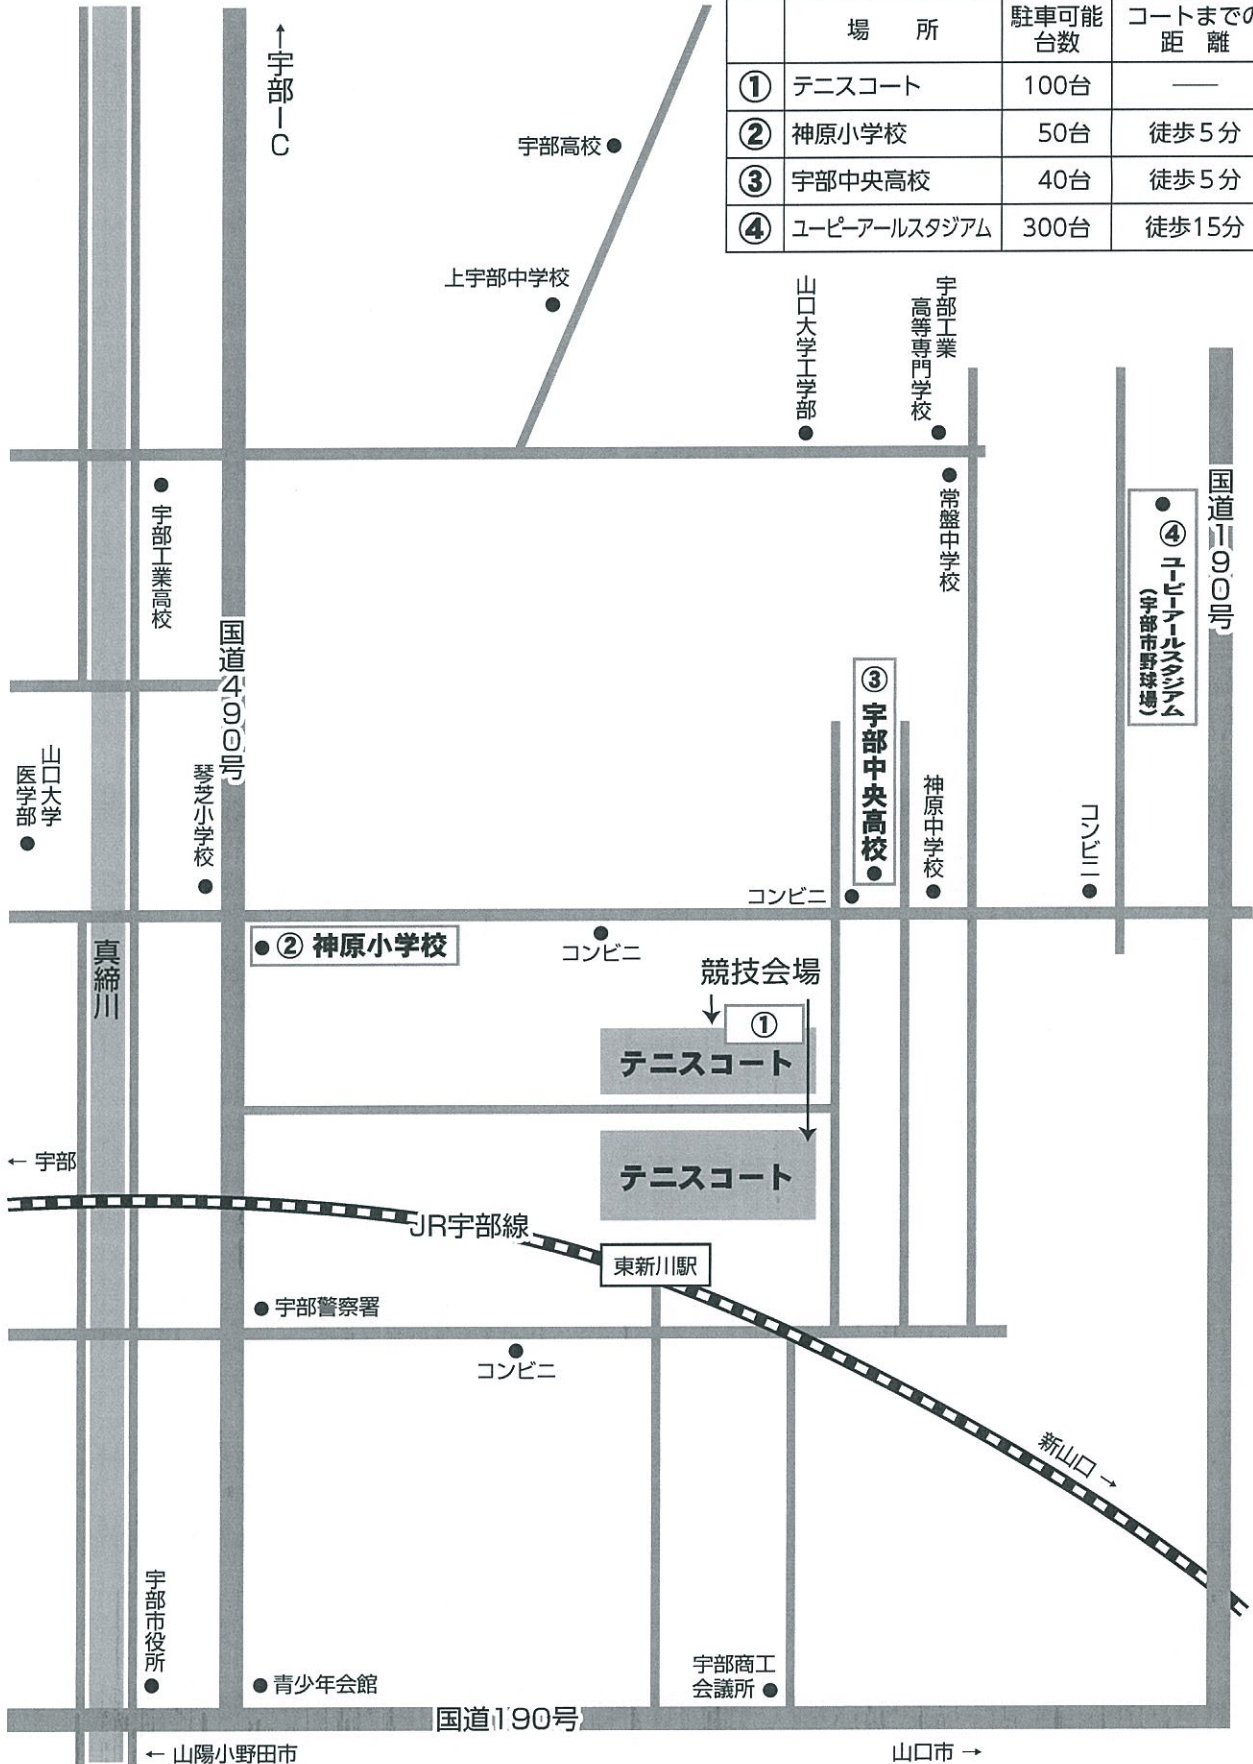 場 所 駐車可能台数 コートまでの距離
① テニスコート 100台 ――
② 神原小学校 50台 徒歩5分
③ 宇部中央高校 40台 徒歩5分
④ ユーピーアールスタジアム 300台 徒歩15分
↑宇部IC
宇部高校
上宇部中学校
山口大学工学部
宇部工業
高等専門学校
宇部工業高校
常盤中学校
国道190号
④ユーピーアールスタジアム
(宇部市野球場)
国道490号
③宇部中央高校
山口大学
医学部
琴芝小学校
神原中学校
コンビニ
コンビニ
② 神原小学校
コンビニ
真締川
競技会場
①
テニスコート
テニスコート
← 宇部
JR宇部線
東新川駅
宇部警察署
コンビニ
新山口 →
宇部市役所
青少年会館
宇部商工
会議所
国道190号
← 山陽小野田市
山口市 →